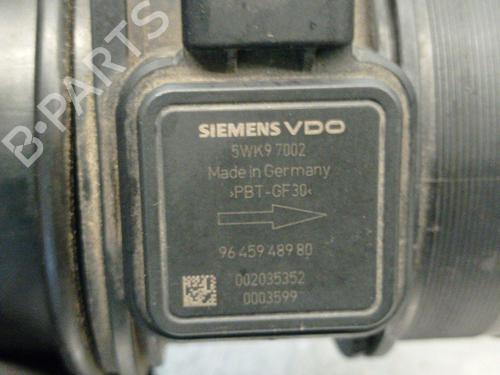 B-PARTS
SIEMENS VDO
5WK9 7002
Made in Germany
>PBT-GF30<
96 459 489 80
002035352
0003599